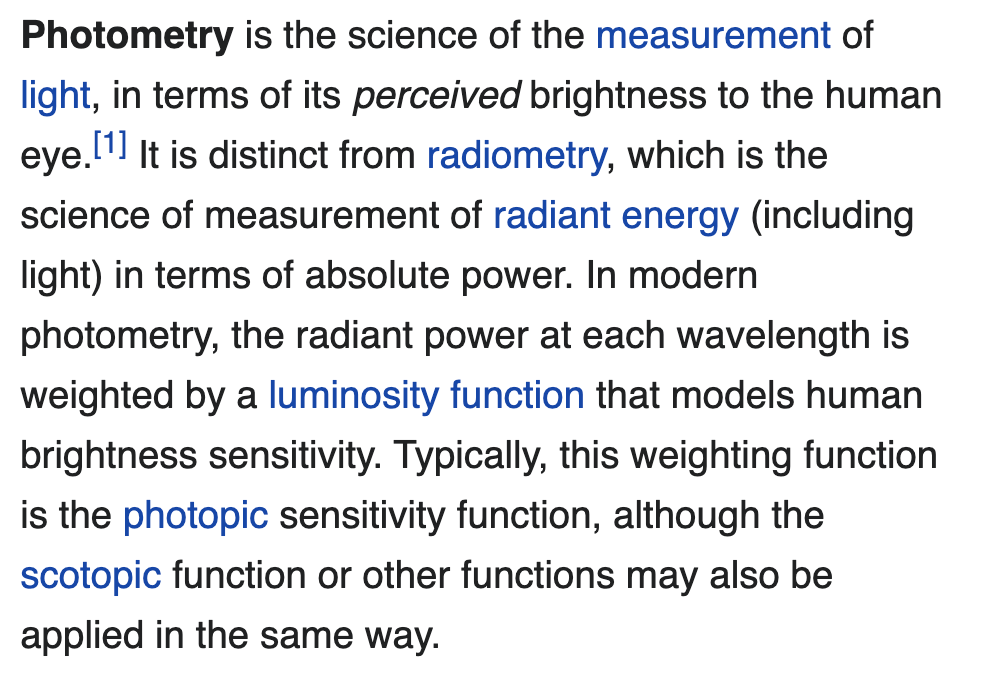 Photometry is the science of the measurement of
light, in terms of its perceived brightness to the human
eye.[1] It is distinct from radiometry, which is the
science of measurement of radiant energy (including
light) in terms of absolute power. In modern
photometry, the radiant power at each wavelength is
weighted by a luminosity function that models human
brightness sensitivity. Typically, this weighting function
is the photopic sensitivity function, although the
scotopic function or other functions may also be
applied in the same way.